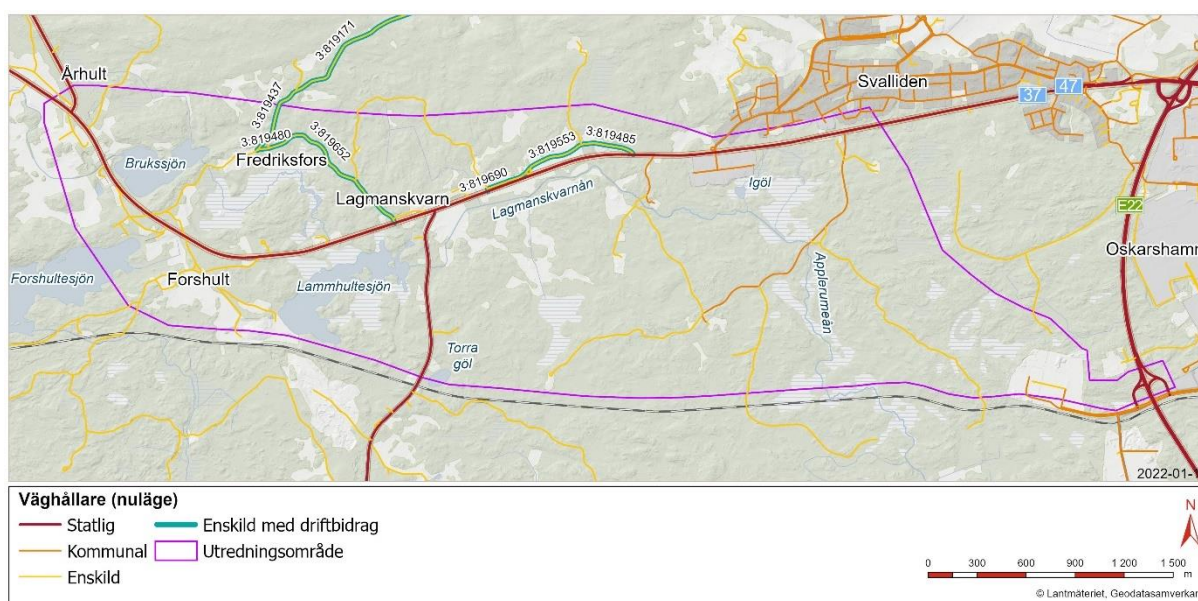 3:819171
Århult
Svalliden
3:819437
37
47
3:819480
3:819652
3:819553
3:819485
Brukssjön
Fredriksfors
3:819690
Lagmanskvarn
Lagmanskvarnån
Igöl
E22
Oskarshamn
Forshultesjön
Forshult
Lammhultesjön
Applerumeån
Torra
göl
2022-01-1
Väghållare (nuläge)
Statlig
Enskild med driftbidrag
Kommunal
Utredningsområde
Enskild
N
0 300 600 900 1 200 1 500
m
© Lantmäteriet, Geodatasamverkan